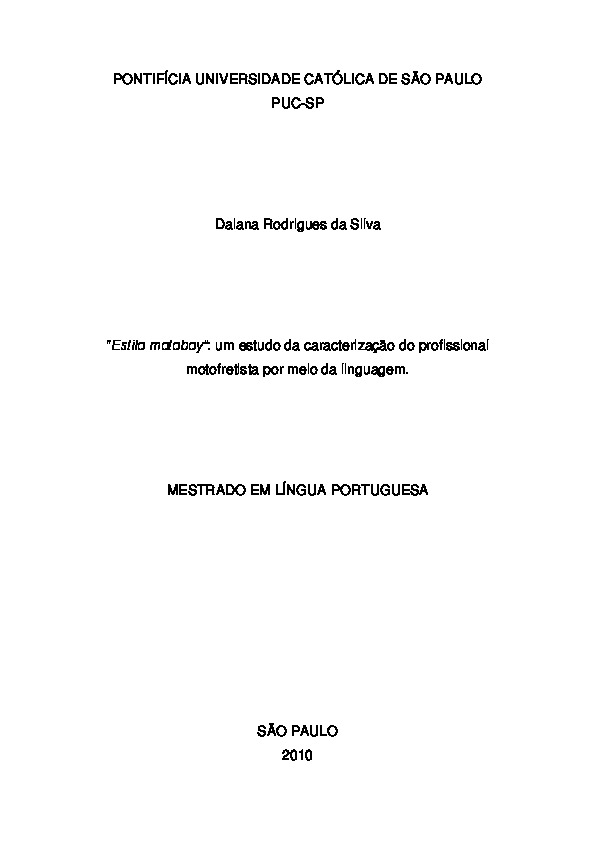 PONTIFÍCIA UNIVERSIDADE CATÓLICA DE SÃO PAULO
PUC-SP
Daiana Rodrigues da Silva
"Estilo motoboy": um estudo da caracterização do profissional
motofretista por meio da linguagem.
MESTRADO EM LÍNGUA PORTUGUESA
SÃO PAULO
2010